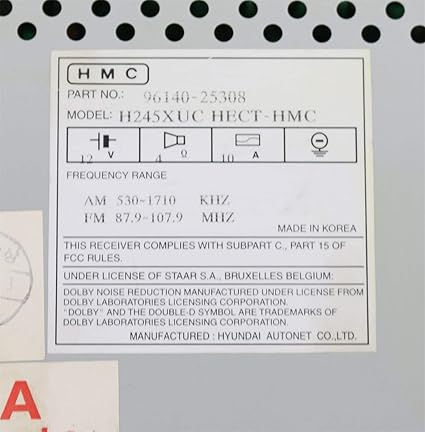 HMC
PART NO.: 96140-25308
MODEL: H245XUC HECT-HMC
12 V 4 Ω 10 A
FREQUENCY RANGE
AM 530~1710 KHZ
FM 87.9~107.9 MHZ
MADE IN KOREA
THIS RECEIVER COMPLIES WITH SUBPART C., PART 15 OF
FCC RULES.
UNDER LICENSE OF STAAR S.A., BRUXELLES BELGIUM:
DOLBY NOISE REDUCTION MANUFACTURED UNDER LICENSE FROM
DOLBY LABORATORIES LICENSING CORPORATION.
"DOLBY" AND THE DOUBLE-D SYMBOL ARE TRADEMARKS OF
DOLBY LABORATORIES LICENSING CORPORATION.
MANUFACTURED : HYUNDAI AUTONET CO.,LTD.
A